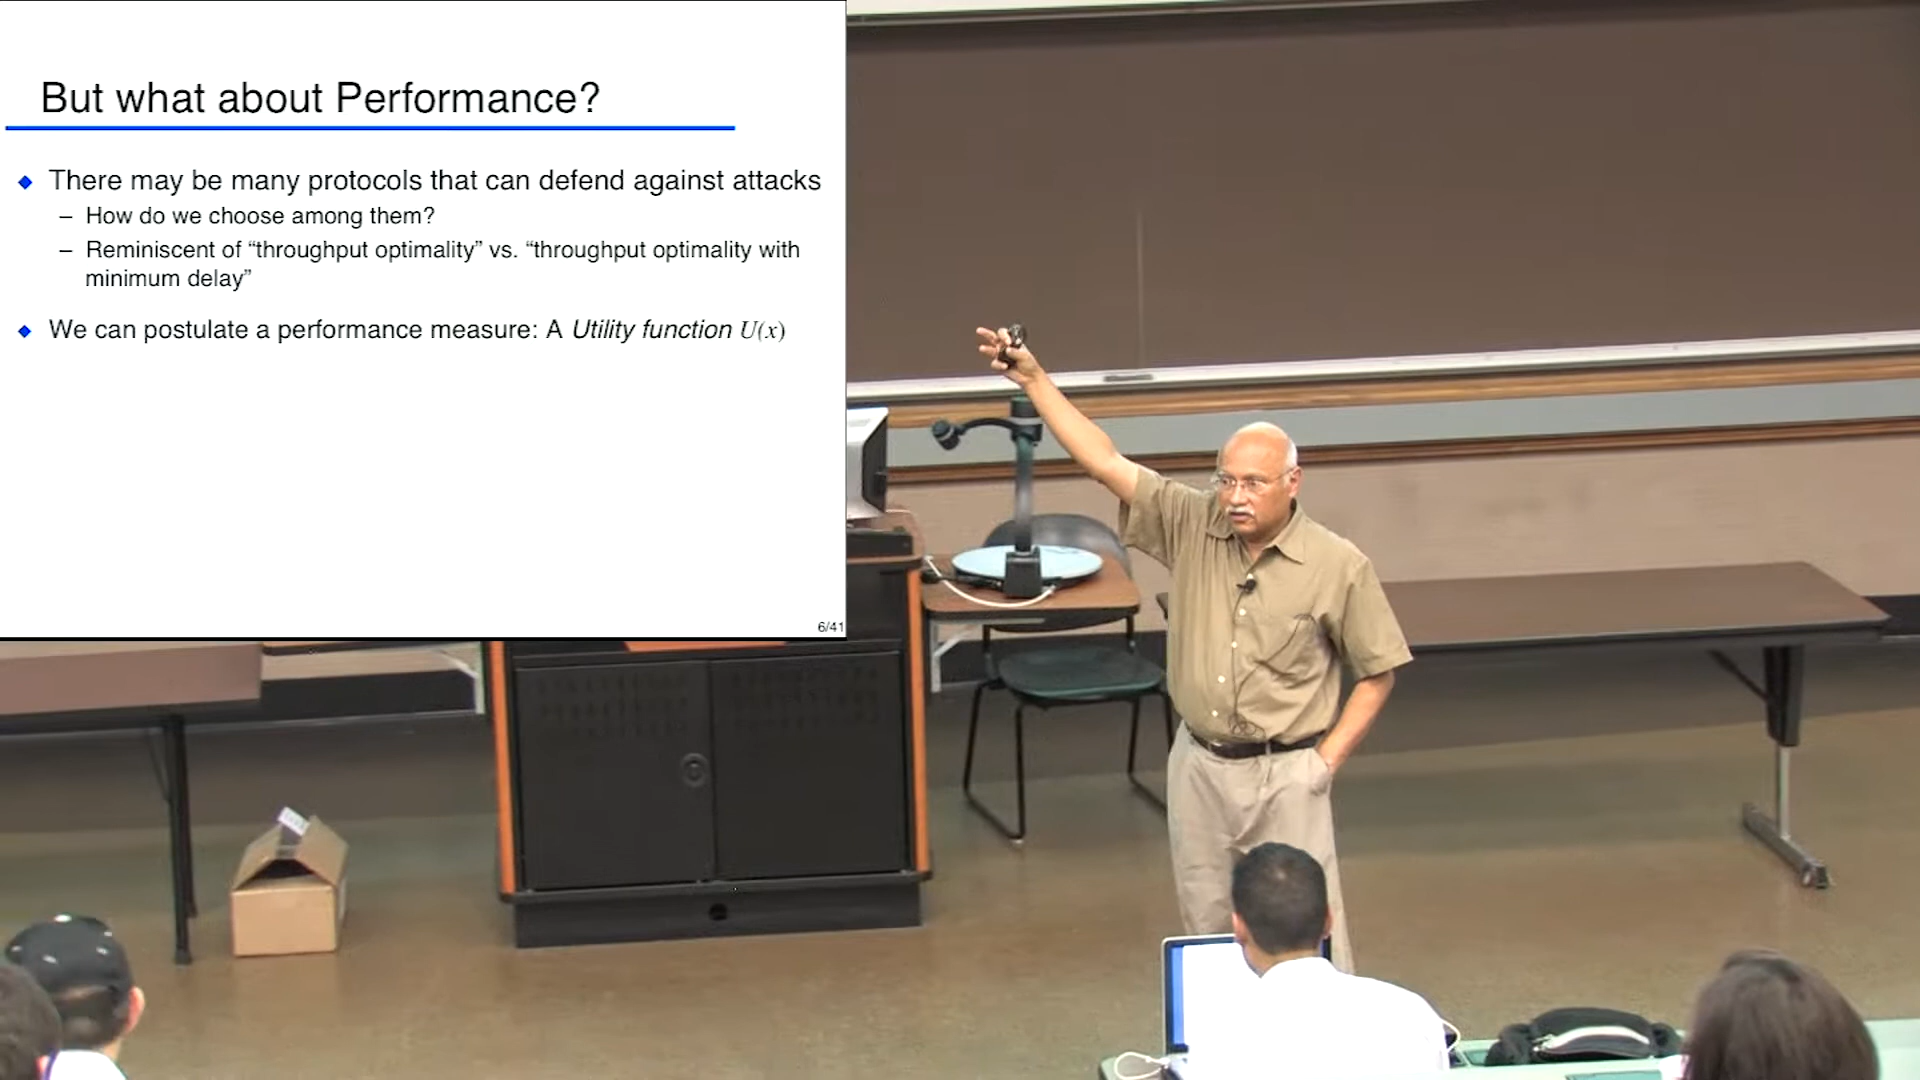 But what about Performance?
◆ There may be many protocols that can defend against attacks
– How do we choose among them?
– Reminiscent of “throughput optimality” vs. “throughput optimality with
minimum delay”
◆ We can postulate a performance measure: A Utility function U(x)
6/41